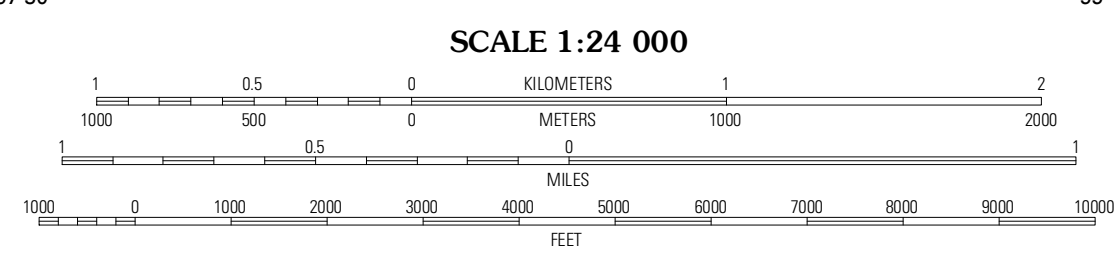 SCALE 1:24 000
1 0.5 0 KILOMETERS 1 2
1000 500 0 METERS 1000 2000
1 0.5 0 1
MILES
1000 0 1000 2000 3000 4000 5000 6000 7000 8000 9000 10000
FEET